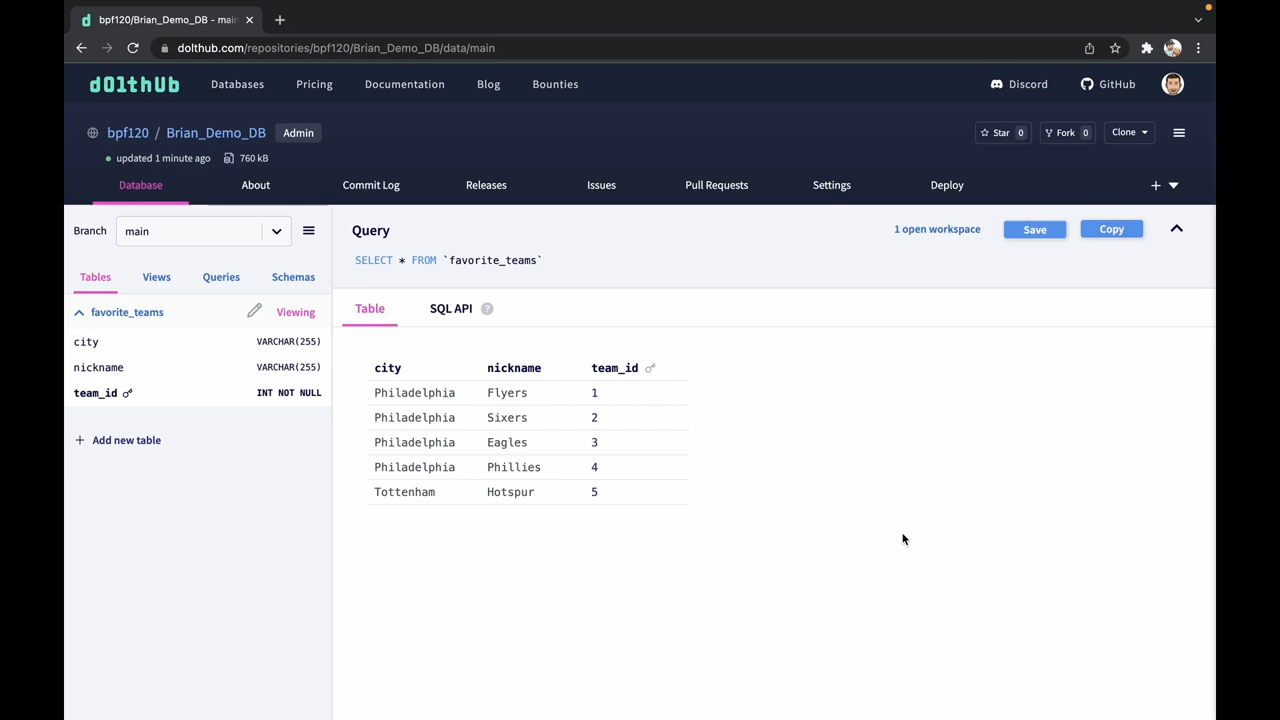 bpf120/Brian_Demo_DB - main
dolthub.com/repositories/bpf120/Brian_Demo_DB/data/main
d0lthub Databases Pricing Documentation Blog Bounties Discord GitHub
bpf120 / Brian_Demo_DB Admin Star 0 Fork 0 Clone
updated 1 minute ago 760 kB
Database About Commit Log Releases Issues Pull Requests Settings Deploy
Branch main
Tables Views Queries Schemas
favorite_teams Viewing
city VARCHAR(255)
nickname VARCHAR(255)
team_id INT NOT NULL
+ Add new table
Query 1 open workspace Save Copy
SELECT * FROM `favorite_teams`
Table SQL API ?
city nickname team_id
Philadelphia Flyers 1
Philadelphia Sixers 2
Philadelphia Eagles 3
Philadelphia Phillies 4
Tottenham Hotspur 5